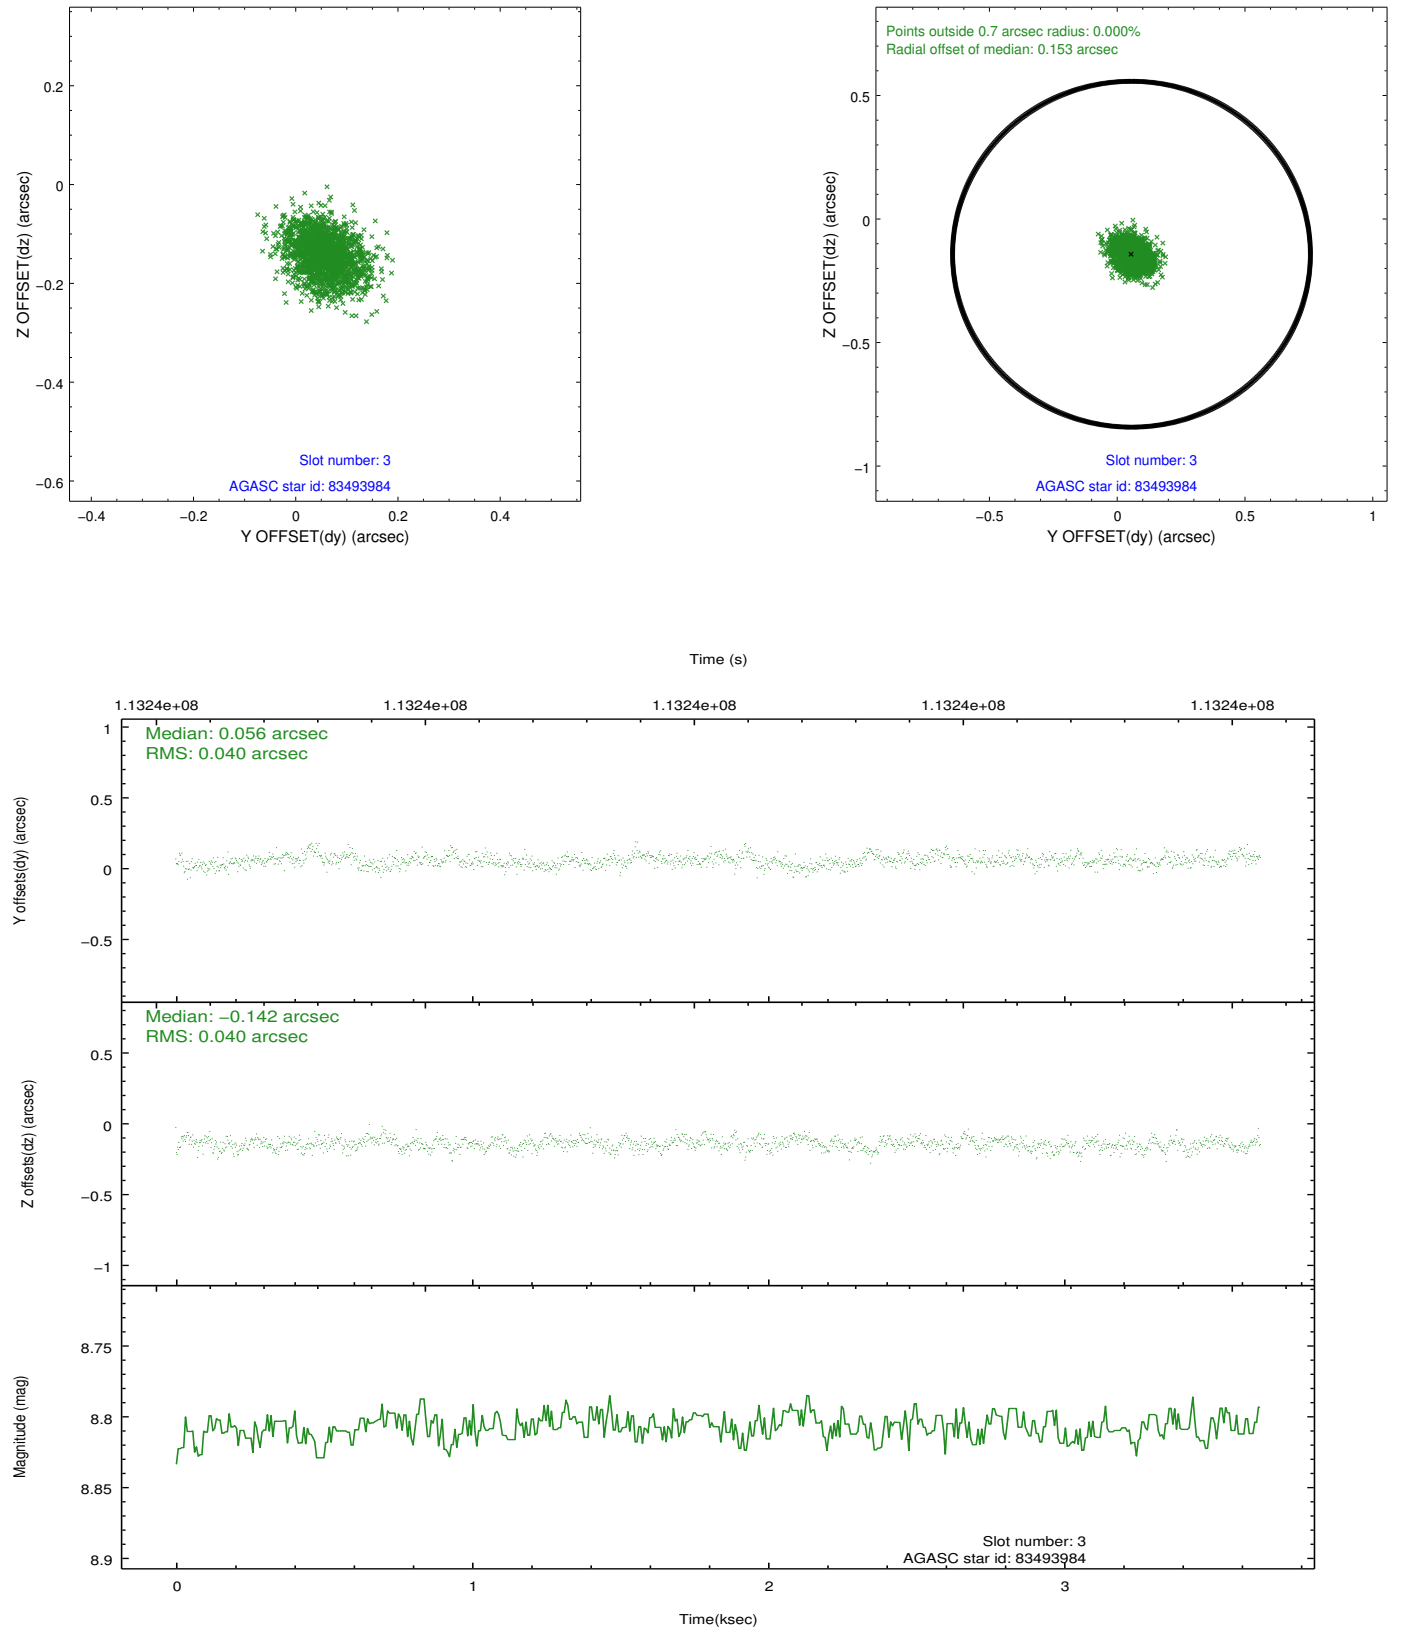 0.2
0
−0.2
−0.4
−0.6
Z OFFSET(dz) (arcsec)
Slot number: 3
AGASC star id: 83493984
−0.4 −0.2 0 0.2 0.4
Y OFFSET(dy) (arcsec)
Points outside 0.7 arcsec radius: 0.000%
Radial offset of median: 0.153 arcsec
0.5
0
−0.5
−1
Z OFFSET(dz) (arcsec)
Slot number: 3
AGASC star id: 83493984
−0.5 0 0.5 1
Y OFFSET(dy) (arcsec)
Time (s)
1.1324e+08 1.1324e+08 1.1324e+08 1.1324e+08 1.1324e+08
Median: 0.056 arcsec
RMS: 0.040 arcsec
1
0.5
0
−0.5
Y offsets(dy) (arcsec)
Median: −0.142 arcsec
RMS: 0.040 arcsec
0.5
0
−0.5
−1
Z offsets(dz) (arcsec)
8.75
8.8
8.85
8.9
Magnitude (mag)
Slot number: 3
AGASC star id: 83493984
0 1 2 3
Time(ksec)